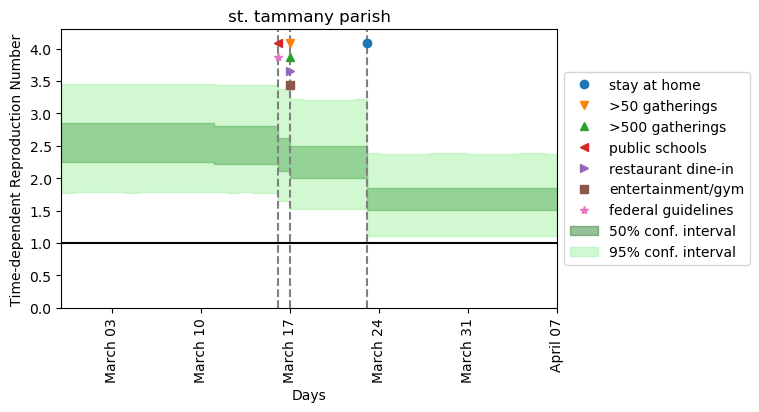 st. tammany parish
Time-dependent Reproduction Number
4.0
3.5
3.0
2.5
2.0
1.5
1.0
0.5
0.0
March 03
March 10
March 17
March 24
March 31
April 07
Days
stay at home
>50 gatherings
>500 gatherings
public schools
restaurant dine-in
entertainment/gym
federal guidelines
50% conf. interval
95% conf. interval